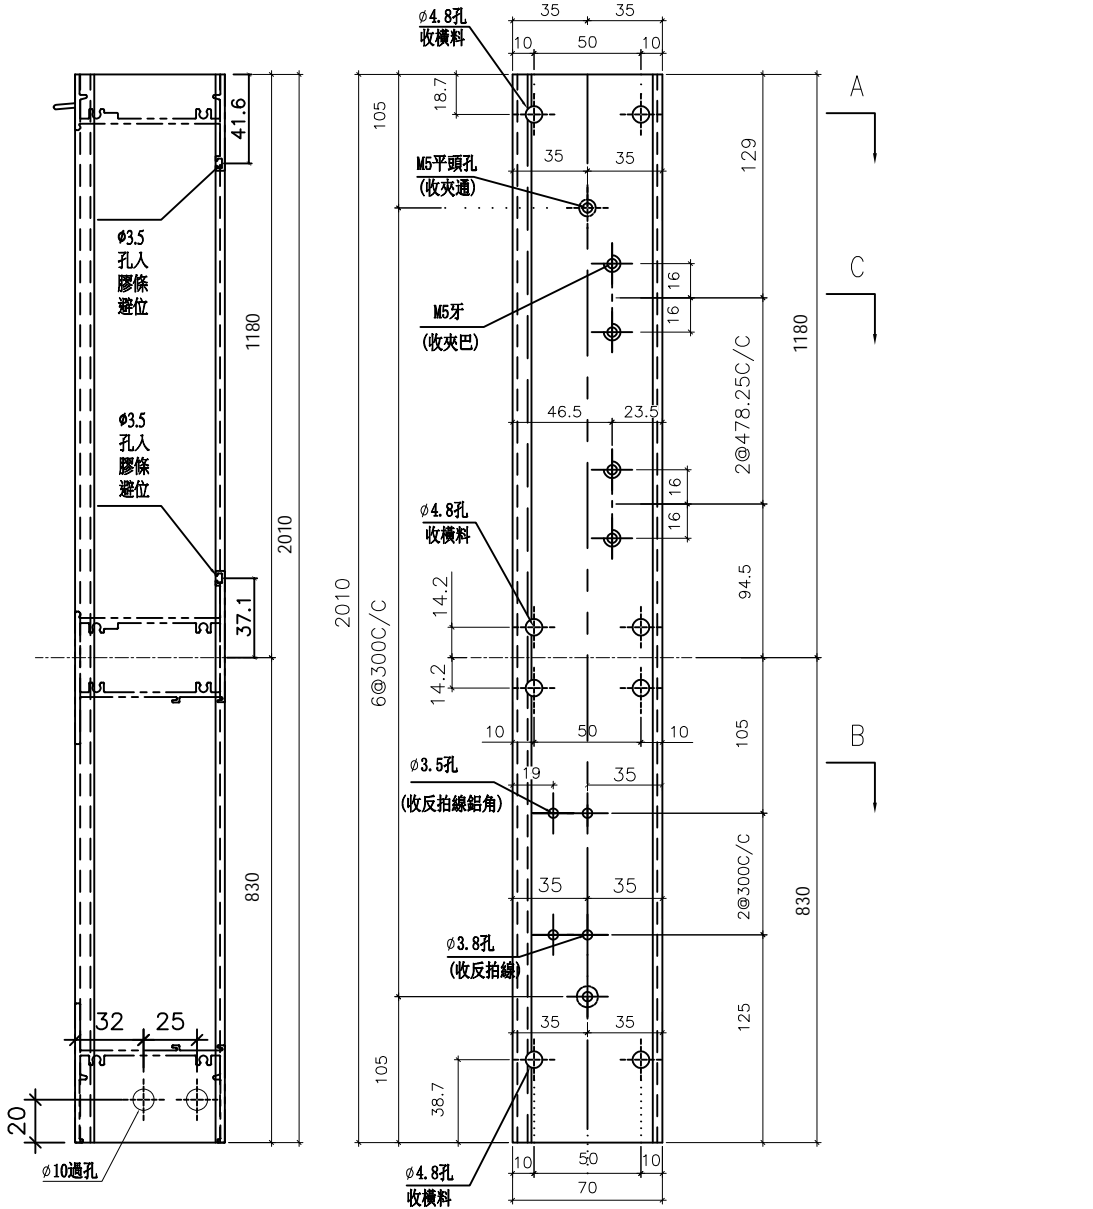 ø4.8孔
收橫料
35
35
10
50
10
18.7
105
41.6
129
A
M5平頭孔
(收夾通)
35
35
ø3.5
孔入
膠條
避位
C
16
16
M5牙
(收夾巴)
1180
1180
2@478.25C/C
46.5
23.5
ø3.5
孔入
膠條
避位
16
16
ø4.8孔
收橫料
2010
2010
6@300C/C
14.2
14.2
94.5
37.1
10
50
10
105
B
ø3.5孔
(收反拍線鋁角)
19
35
830
830
2@300C/C
35
35
ø3.8孔
(收反拍線)
32
25
35
35
125
105
38.7
20
ø10過孔
ø4.8孔
收橫料
10
50
10
70